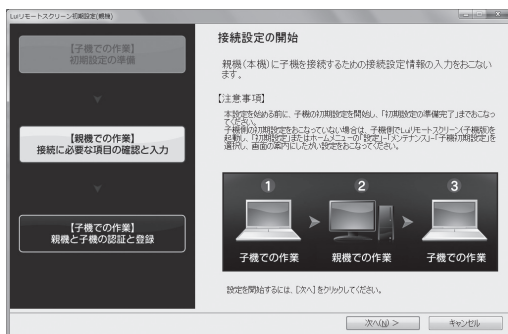 Luiリモートスクリーン初期設定(親機)
【子機での作業】
初期設定の準備
【親機での作業】
接続に必要な項目の確認と入力
【子機での作業】
親機と子機の認証と登録
接続設定の開始
親機(本機)に子機を接続するための接続設定情報の入力をおこない
ます。
【注意事項】
本設定を始める前に、子機の初期設定を開始し、「初期設定の準備完了」までおこなっ
てください。
子機側の初期設定をおこなっていない場合は、子機側でLuiリモートスクリーン(子機版)を
起動し、「初期設定」またはホームメニューの「設定」-「メンテナンス」-「子機初期設定」を
選択し、画面の案内にしたがい設定をおこなってください。
1 2 3
子機での作業 親機での作業 子機での作業
設定を開始するには、[次へ]をクリックしてください。
次へ(N) > キャンセル